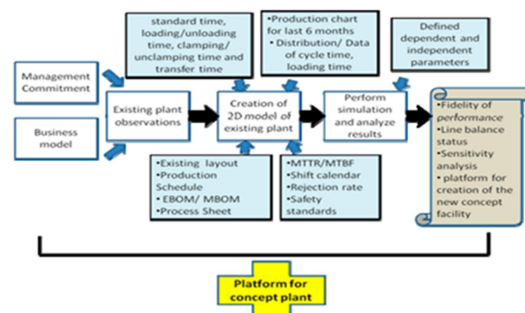 standard time,
loading/unloading
time, clamping/
unclamping time and
transfer time
•Production chart
for last 6 months
• Distribution/ Data
of cycle time,
loading time
Defined
dependent and
independent
parameters
Management
Commitment
Business
model
Existing plant
observations
Creation of
2D model of
existing plant
Perform
simulation and
analyze
results
•Fidelity of
performance
•Line balance
status
•Sensitivity
analysis
• platform for
creation of the
new concept
facility
•Existing layout
•Production
Schedule
• EBOM/ MBOM
•Process Sheet
•MTTR/MTBF
•Shift calendar
•Rejection rate
•Safety
standards
Platform for
concept plant